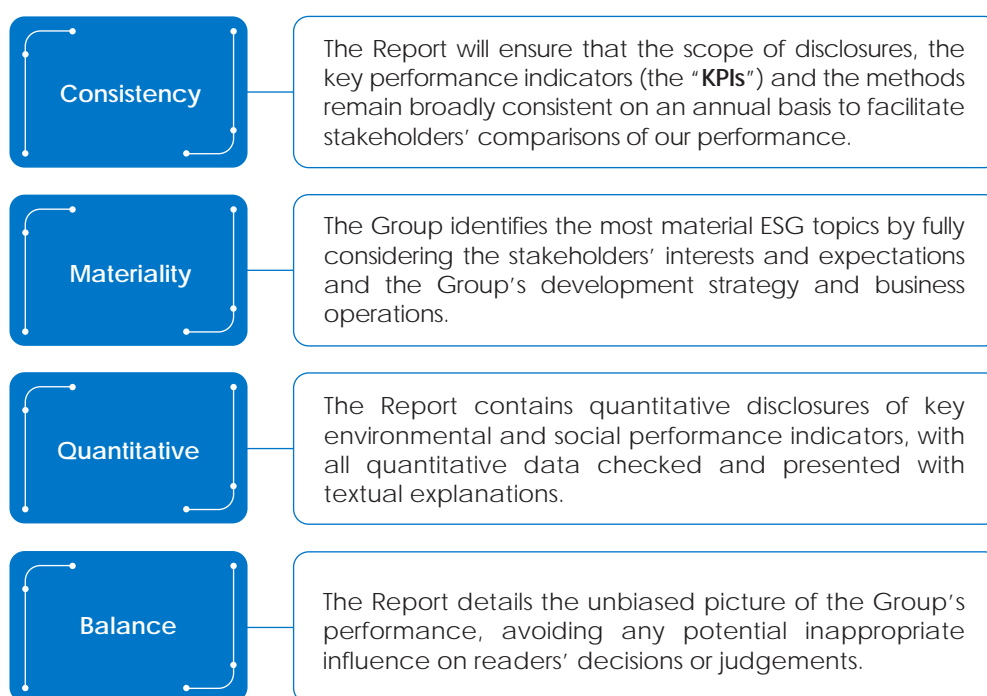 Consistency
The Report will ensure that the scope of disclosures, the
key performance indicators (the “KPIs”) and the methods
remain broadly consistent on an annual basis to facilitate
stakeholders’ comparisons of our performance.
Materiality
The Group identifies the most material ESG topics by fully
considering the stakeholders’ interests and expectations
and the Group’s development strategy and business
operations.
Quantitative
The Report contains quantitative disclosures of key
environmental and social performance indicators, with
all quantitative data checked and presented with
textual explanations.
Balance
The Report details the unbiased picture of the Group’s
performance, avoiding any potential inappropriate
influence on readers’ decisions or judgements.